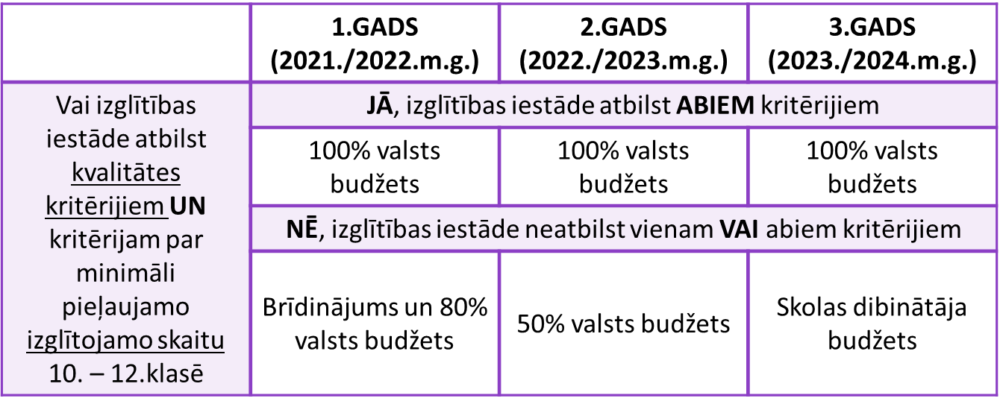 1.GADS
(2021./2022.m.g.)
2.GADS
(2022./2023.m.g.)
3.GADS
(2023./2024.m.g.)
Vai izglītības
iestāde atbilst
kvalitātes
kritērijiem UN
kritērijam par
minimāli
pieļaujamo
izglītojamo skaitu
10. – 12.klasē
JĀ, izglītības iestāde atbilst ABIEM kritērijiem
100% valsts
budžets
100% valsts
budžets
100% valsts
budžets
NĒ, izglītības iestāde neatbilst vienam VAI abiem kritērijiem
Brīdinājums un 80%
valsts budžets
50% valsts budžets
Skolas dibinātāja
budžets